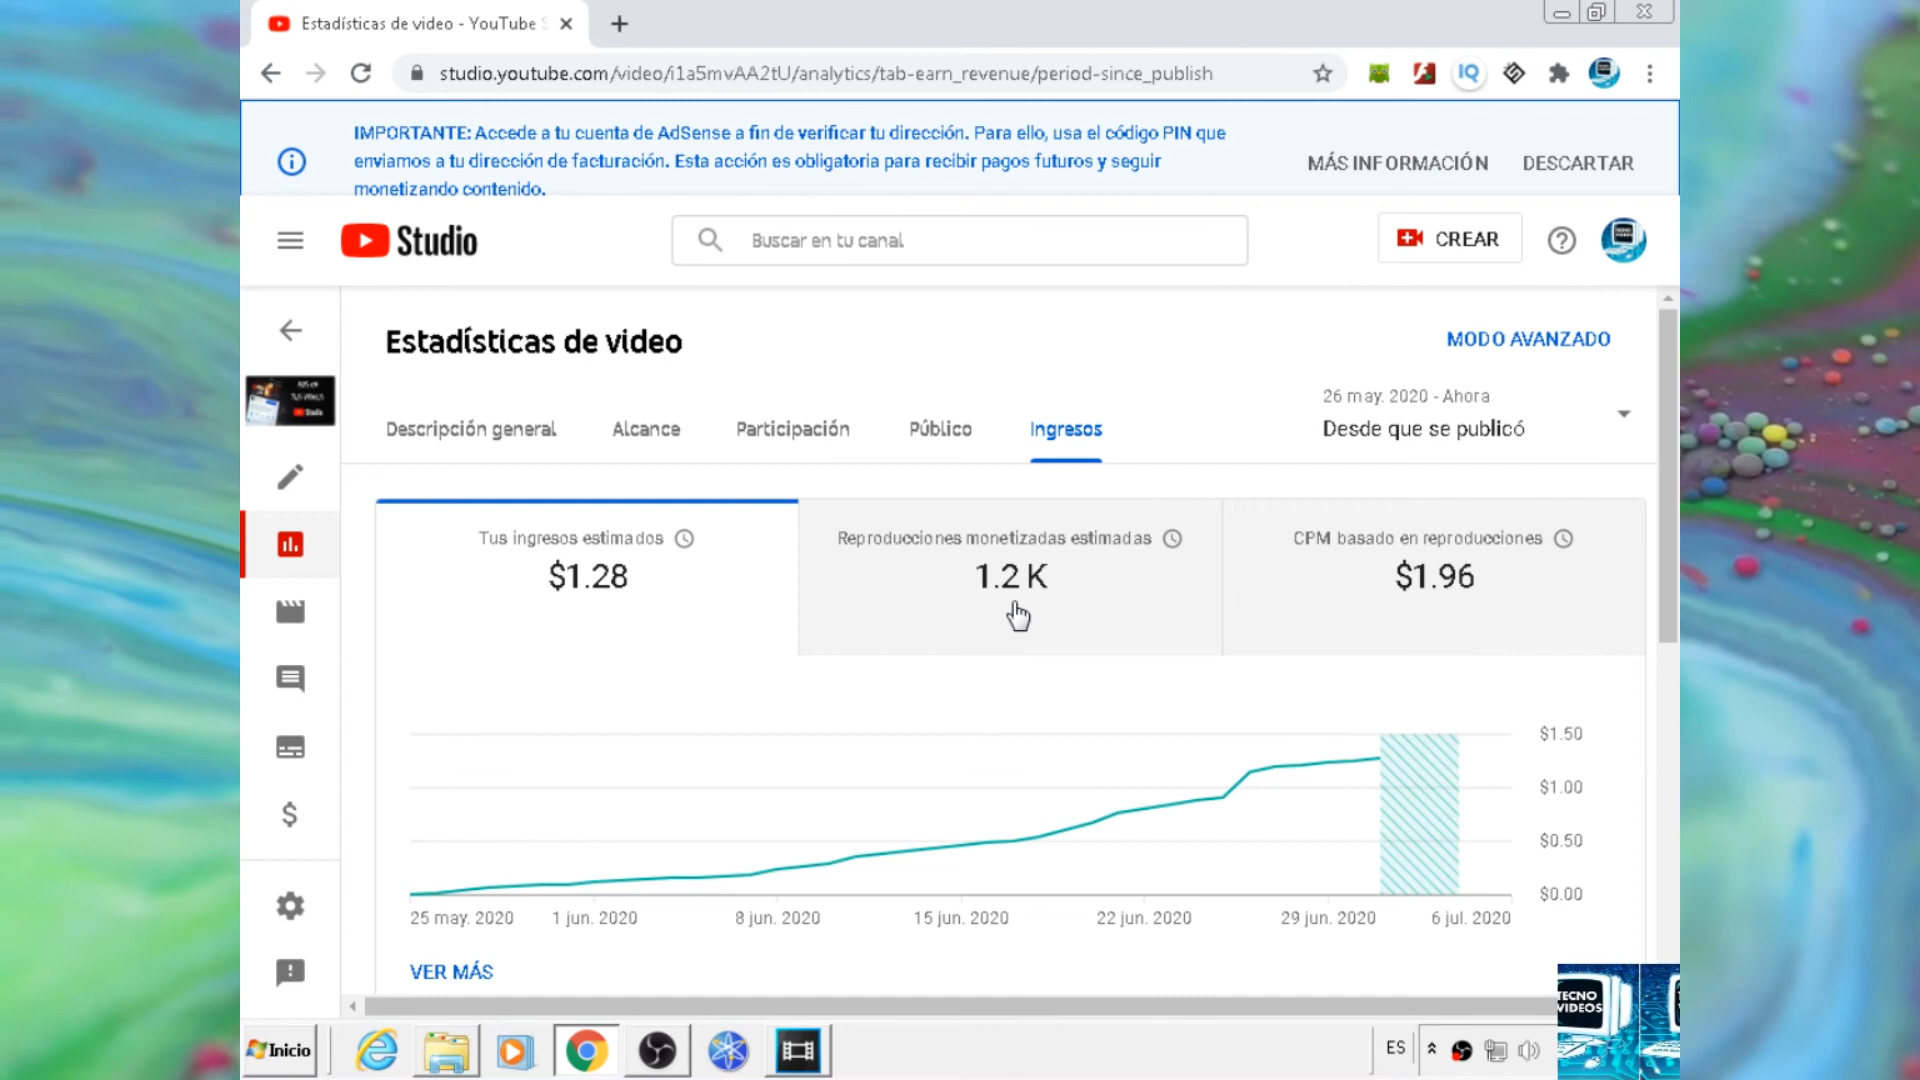 Estadísticas de video - YouTube S
studio.youtube.com/video/i1a5mvAA2tU/analytics/tab-earn_revenue/period-since_publish
IQ
IMPORTANTE: Accede a tu cuenta de AdSense a fin de verificar tu dirección. Para ello, usa el código PIN que
enviamos a tu dirección de facturación. Esta acción es obligatoria para recibir pagos futuros y seguir
monetizando contenido.
MÁS INFORMACIÓN
DESCARTAR
Studio
Buscar en tu canal
CREAR
Estadísticas de video
MODO AVANZADO
26 may. 2020 - Ahora
Desde que se publicó
Descripción general
Alcance
Participación
Público
Ingresos
Tus ingresos estimados
$1.28
Reproducciones monetizadas estimadas
1.2 K
CPM basado en reproducciones
$1.96
$1.50
$1.00
$0.50
$0.00
25 may. 2020
1 jun. 2020
8 jun. 2020
15 jun. 2020
22 jun. 2020
29 jun. 2020
6 jul. 2020
VER MÁS
TECNO
VIDEOS
Inicio
ES